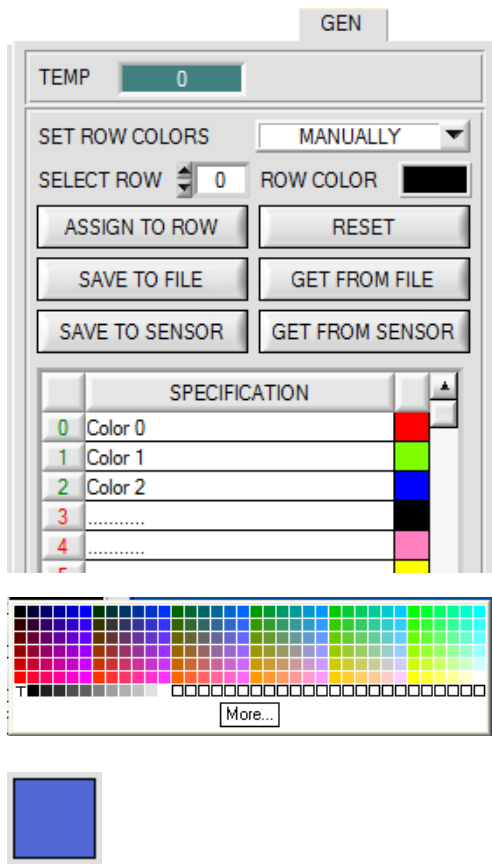 GEN
TEMP 0
SET ROW COLORS MANUALLY
SELECT ROW 0 ROW COLOR
ASSIGN TO ROW RESET
SAVE TO FILE GET FROM FILE
SAVE TO SENSOR GET FROM SENSOR
SPECIFICATION
0 Color 0
1 Color 1
2 Color 2
3 ...........
4 ...........
T
More...